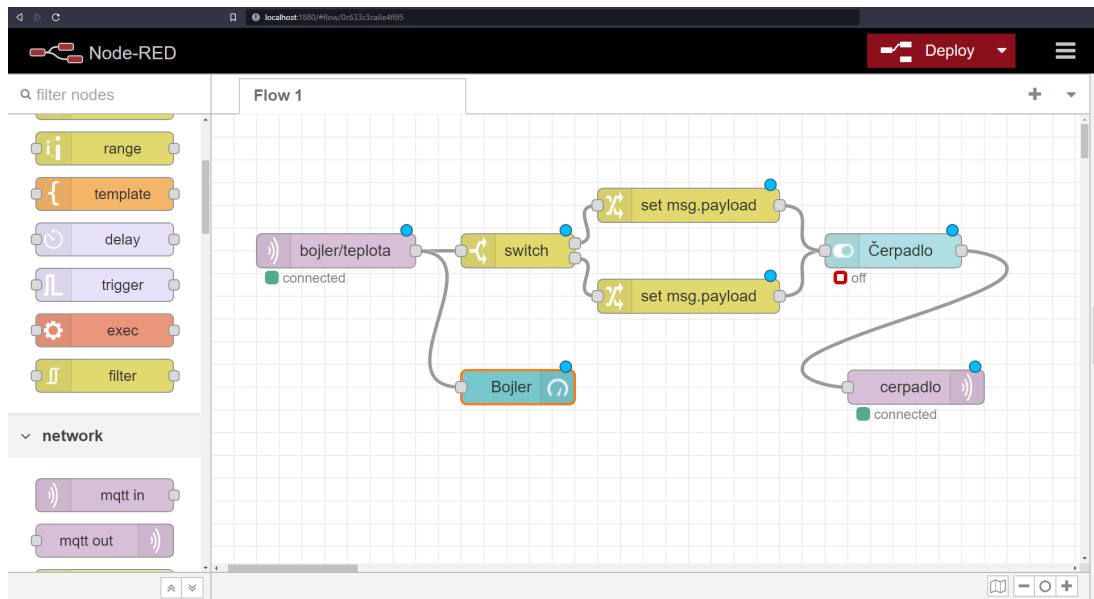 localhost:1880/#flow/0c633c3ca6e4f8f5
Node-RED
Deploy
filter nodes
Flow 1
range
template
delay
trigger
exec
filter
network
mqtt in
mqtt out
bojler/teplota
connected
switch
set msg.payload
set msg.payload
Čerpadlo
off
Bojler
cerpadlo
connected